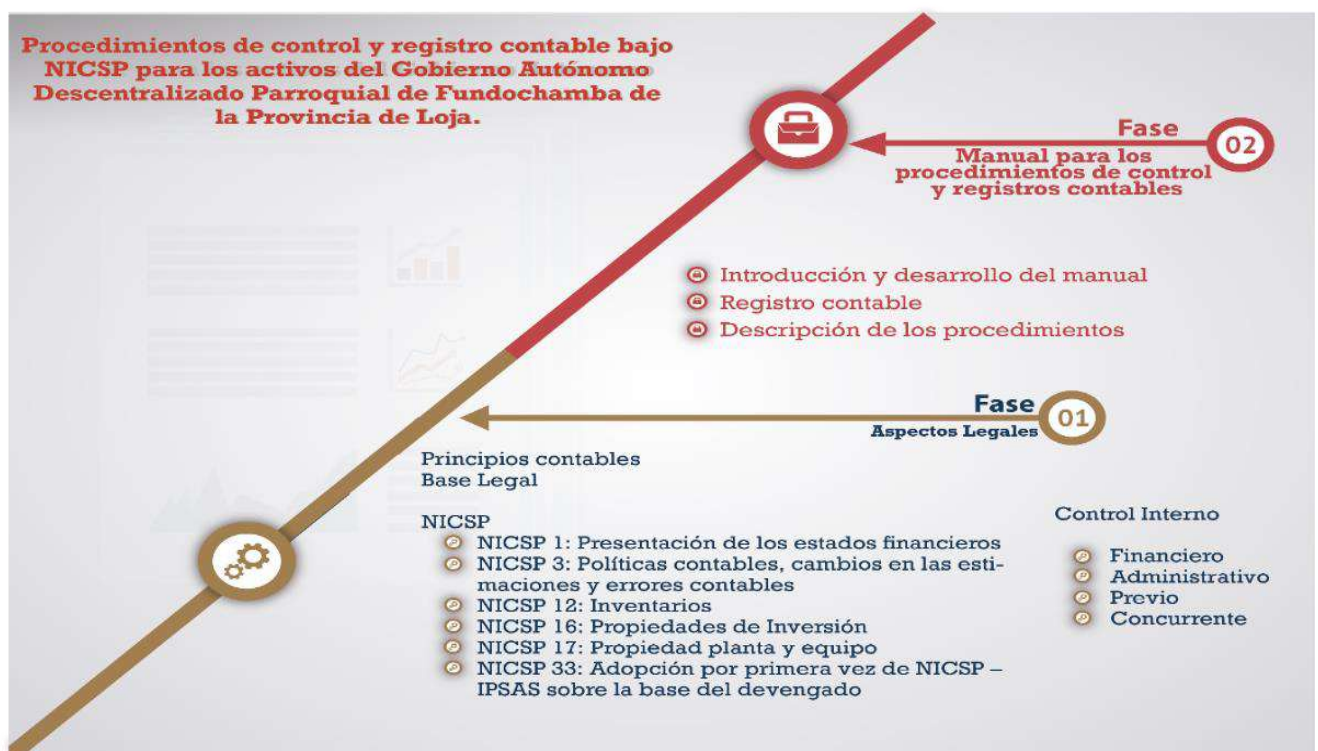 Procedimientos de control y registro contable bajo
NICSP para los activos del Gobierno Autónomo
Descentralizado Parroquial de Fundochamba de
la Provincia de Loja.
Fase
02
Manual para los
procedimientos de control
y registros contables
Introducción y desarrollo del manual
Registro contable
Descripción de los procedimientos
Fase
01
Aspectos Legales
Principios contables
Base Legal
NICSP
NICSP 1: Presentación de los estados financieros
NICSP 3: Políticas contables, cambios en las esti-
maciones y errores contables
NICSP 12: Inventarios
NICSP 16: Propiedades de Inversión
NICSP 17: Propiedad planta y equipo
NICSP 33: Adopción por primera vez de NICSP –
IPSAS sobre la base del devengado
Control Interno
Financiero
Administrativo
Previo
Concurrente